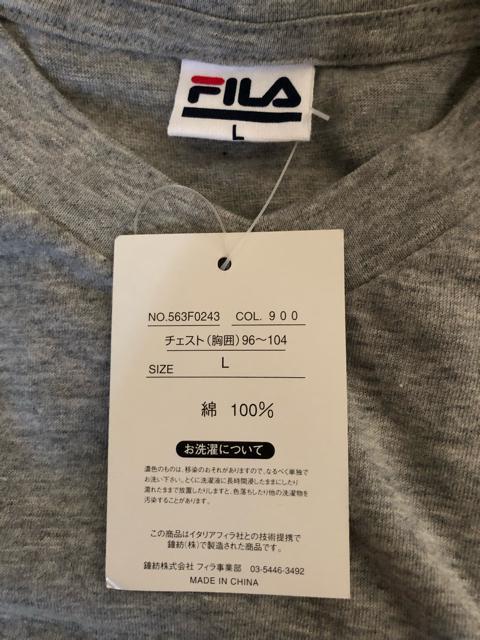 FILA
L
NO.563F0243 COL. 900
チェスト(胸囲)96〜104
SIZE L
綿 100%
お洗濯について
濃色のものは、移染のおそれがありますので、なるべく単独で
お洗い下さい。とくに洗濯液に長時間浸したままにしたり
濡れたままで放置したりしますと、色落ちしたり他の洗濯物を
汚染することがあります。
この商品はイタリアフィラ社との技術提携で
鐘紡(株)で製造された商品です。
鐘紡株式会社 フィラ事業部 03-5446-3492
MADE IN CHINA